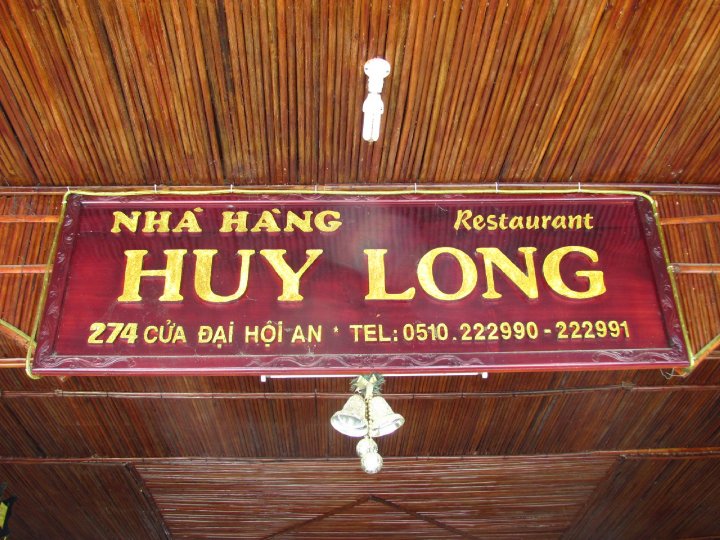 NHÀ HÀNG Restaurant
HUY LONG
274 CỬA ĐẠI HỘI AN * TEL: 0510.222990 - 222991